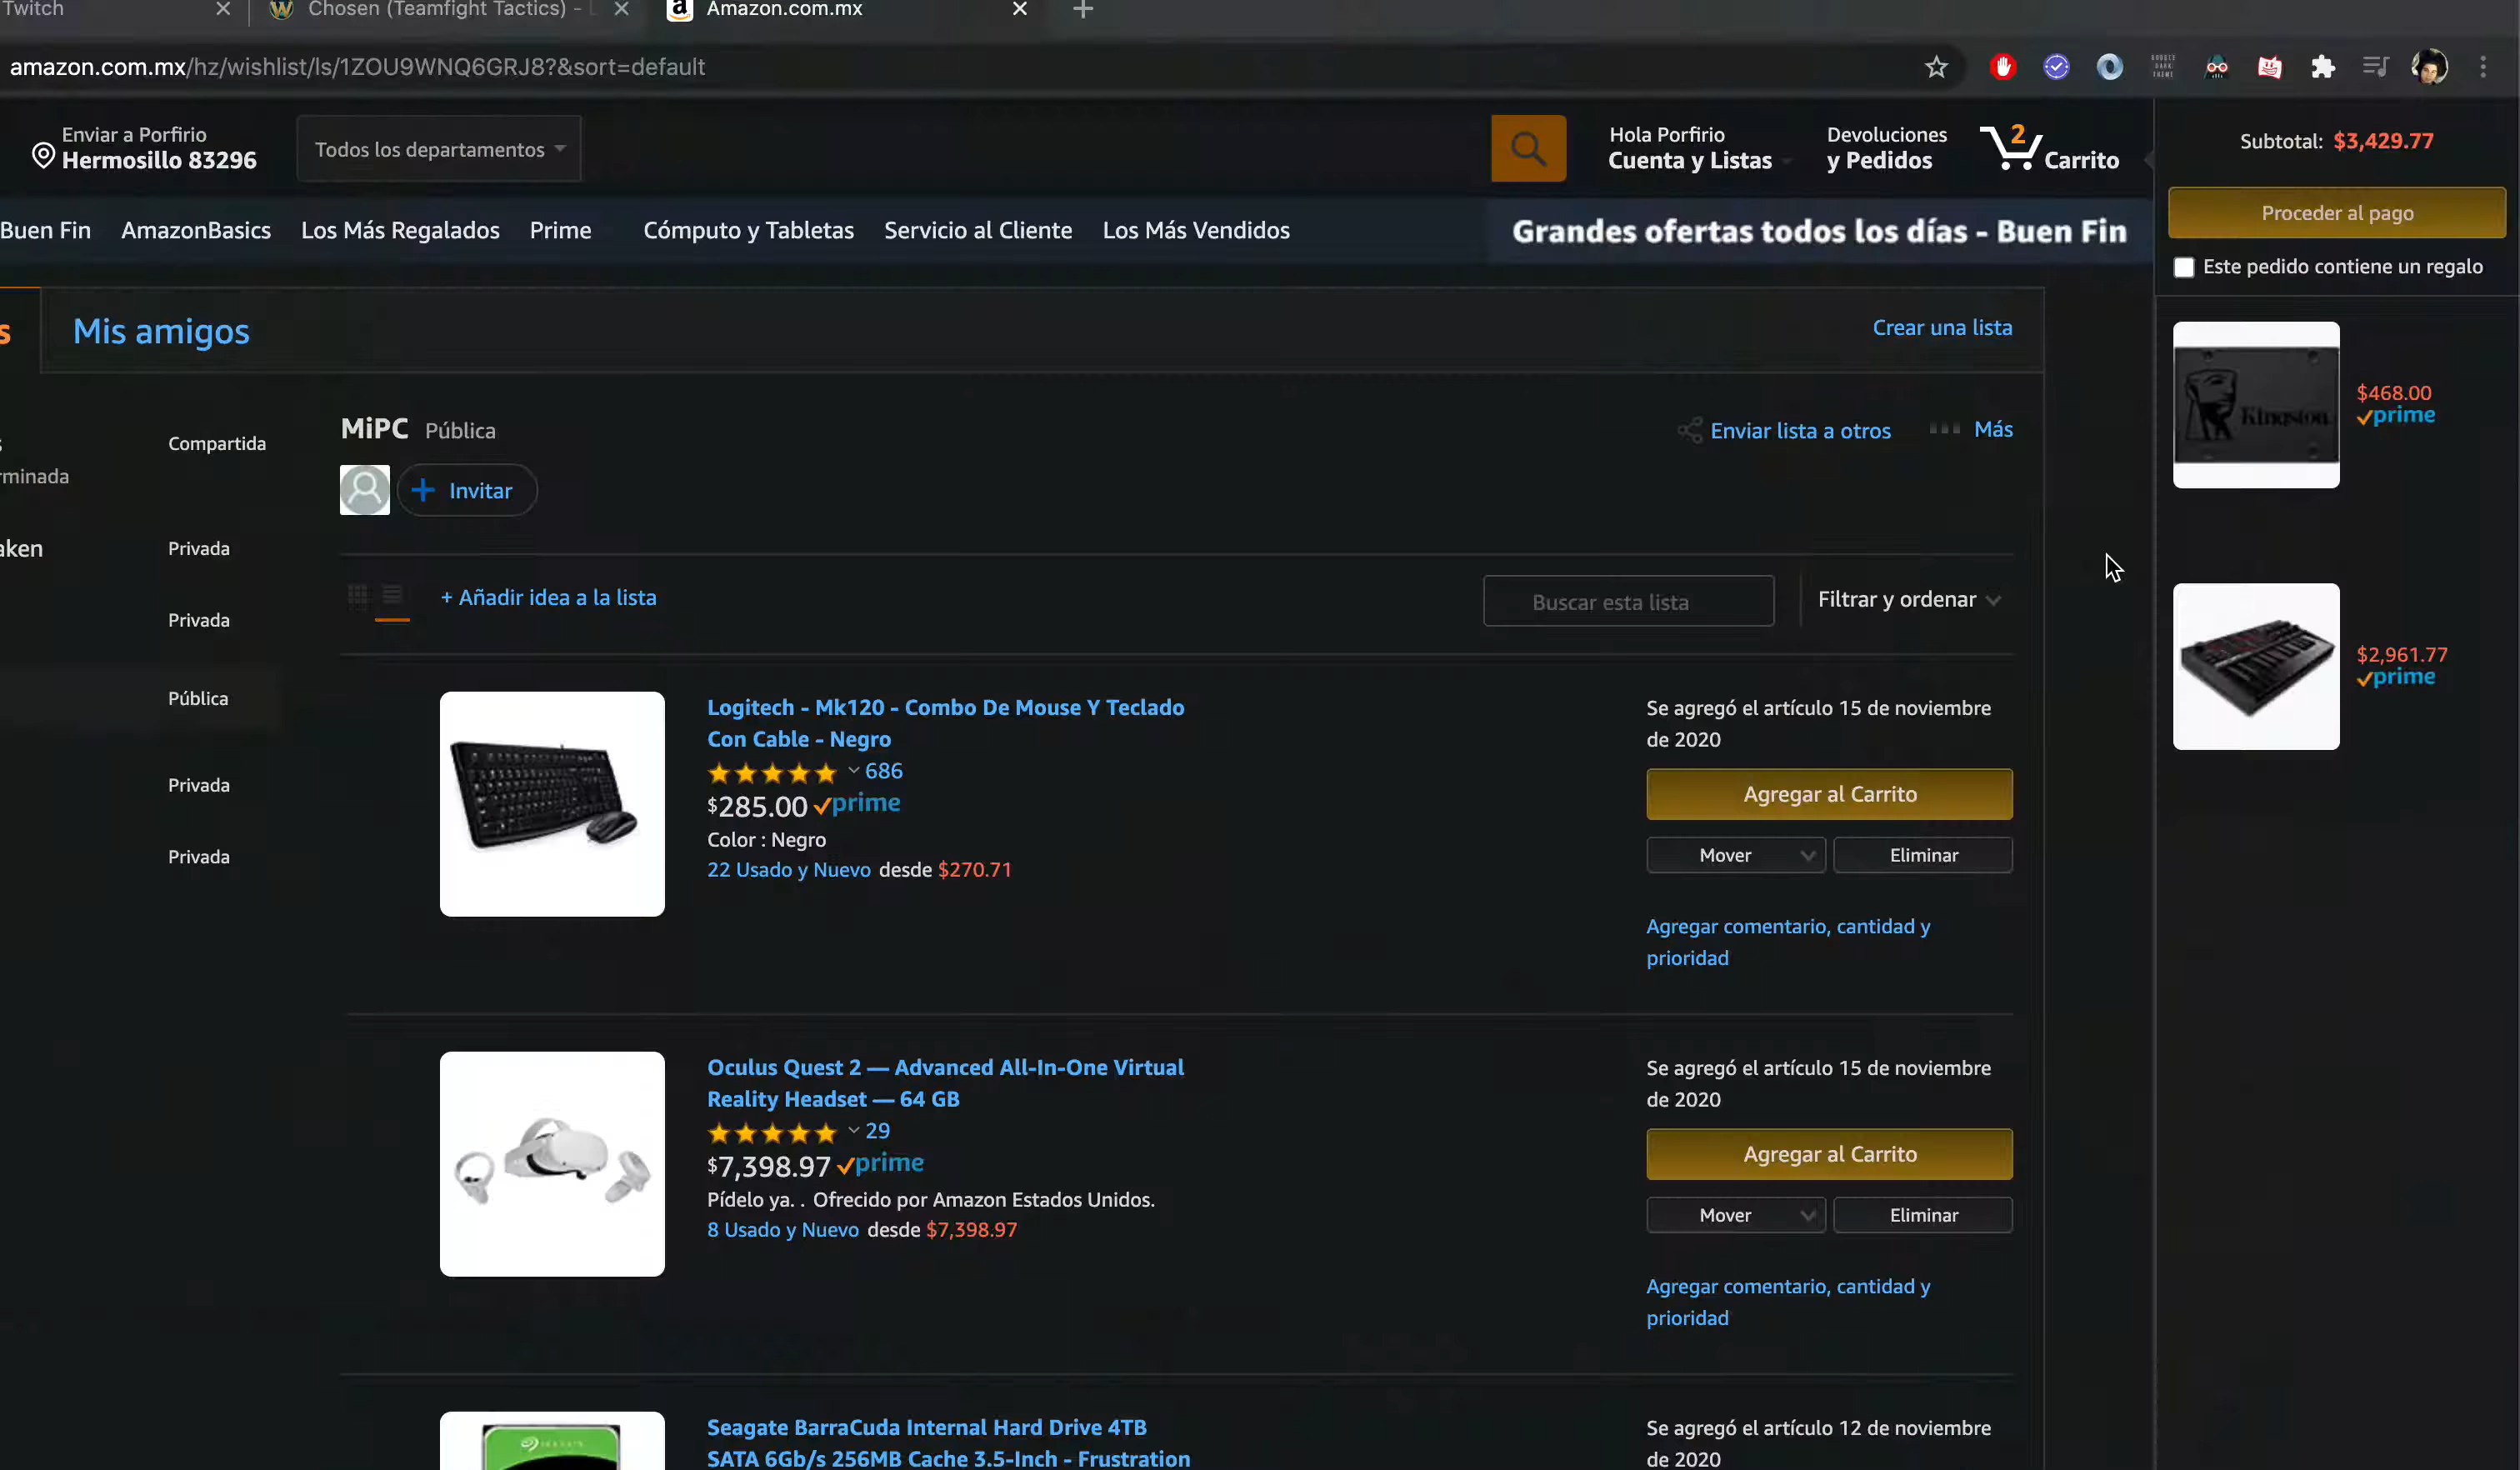 Twitch
Chosen (Teamfight Tactics) -
Amazon.com.mx
amazon.com.mx/hz/wishlist/ls/1ZOU9WNQ6GRJ8?&sort=default
Enviar a Porfirio
Hermosillo 83296
Todos los departamentos
Hola Porfirio
Cuenta y Listas
Devoluciones
y Pedidos
2
Carrito
Subtotal: $3,429.77
Proceder al pago
Este pedido contiene un regalo
Buen Fin
AmazonBasics
Los Más Regalados
Prime
Cómputo y Tabletas
Servicio al Cliente
Los Más Vendidos
Grandes ofertas todos los días - Buen Fin
s
Mis amigos
Crear una lista
Kingston
$468.00
prime
$2,961.77
prime
s
rminada
Compartida
aken
Privada
Privada
Pública
Privada
Privada
MiPC Pública
Enviar lista a otros
Más
Invitar
+ Añadir idea a la lista
Buscar esta lista
Filtrar y ordenar
Logitech - Mk120 - Combo De Mouse Y Teclado
Con Cable - Negro
686
$285.00 prime
Color : Negro
22 Usado y Nuevo desde $270.71
Se agregó el artículo 15 de noviembre
de 2020
Agregar al Carrito
Mover
Eliminar
Agregar comentario, cantidad y
prioridad
Oculus Quest 2 — Advanced All-In-One Virtual
Reality Headset — 64 GB
29
$7,398.97 prime
Pídelo ya. . Ofrecido por Amazon Estados Unidos.
8 Usado y Nuevo desde $7,398.97
Se agregó el artículo 15 de noviembre
de 2020
Agregar al Carrito
Mover
Eliminar
Agregar comentario, cantidad y
prioridad
Seagate BarraCuda Internal Hard Drive 4TB
SATA 6Gb/s 256MB Cache 3.5-Inch - Frustration
Se agregó el artículo 12 de noviembre
de 2020